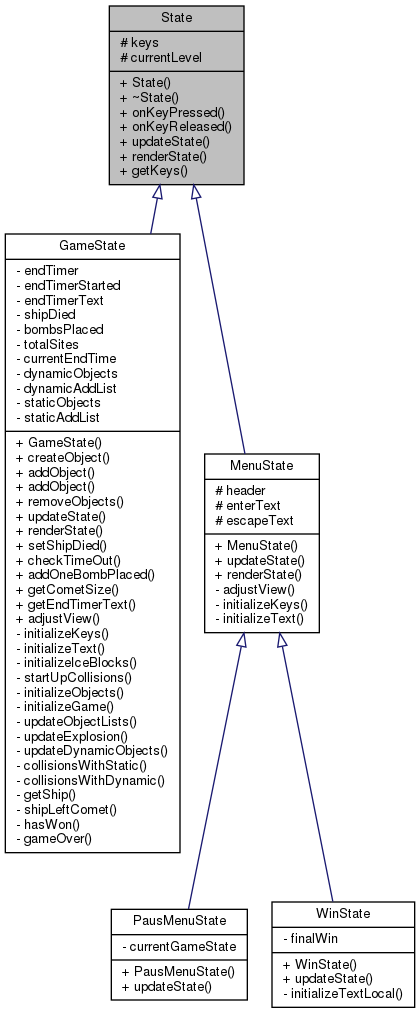 State
# keys
# currentLevel
+ State()
+ ~State()
+ onKeyPressed()
+ onKeyReleased()
+ updateState()
+ renderState()
+ getKeys()
GameState
- endTimer
- endTimerStarted
- endTimerText
- shipDied
- bombsPlaced
- totalSites
- currentEndTime
- dynamicObjects
- dynamicAddList
- staticObjects
- staticAddList
+ GameState()
+ createObject()
+ addObject()
+ addObject()
+ removeObjects()
+ updateState()
+ renderState()
+ setShipDied()
+ checkTimeOut()
+ addOneBombPlaced()
+ getCometSize()
+ getEndTimerText()
+ adjustView()
- initializeKeys()
- initializeText()
- initializeIceBlocks()
- startUpCollisions()
- initializeObjects()
- initializeGame()
- updateObjectLists()
- updateExplosion()
- updateDynamicObjects()
- collisionsWithStatic()
- collisionsWithDynamic()
- getShip()
- shipLeftComet()
- hasWon()
- gameOver()
MenuState
# header
# enterText
# escapeText
+ MenuState()
+ updateState()
+ renderState()
- adjustView()
- initializeKeys()
- initializeText()
PausMenuState
- currentGameState
+ PausMenuState()
+ updateState()
WinState
- finalWin
+ WinState()
+ updateState()
- initializeTextLocal()